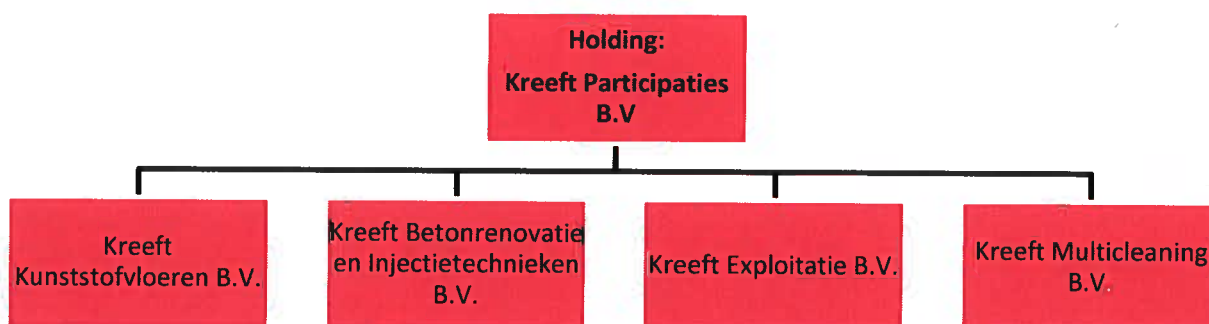 Holding:
Kreeft Participaties
B.V
Kreeft
Kunststofvloeren B.V.
Kreeft Betonrenovatie
en Injectietechnieken
B.V.
Kreeft Exploitatie B.V.
Kreeft Multicleaning
B.V.